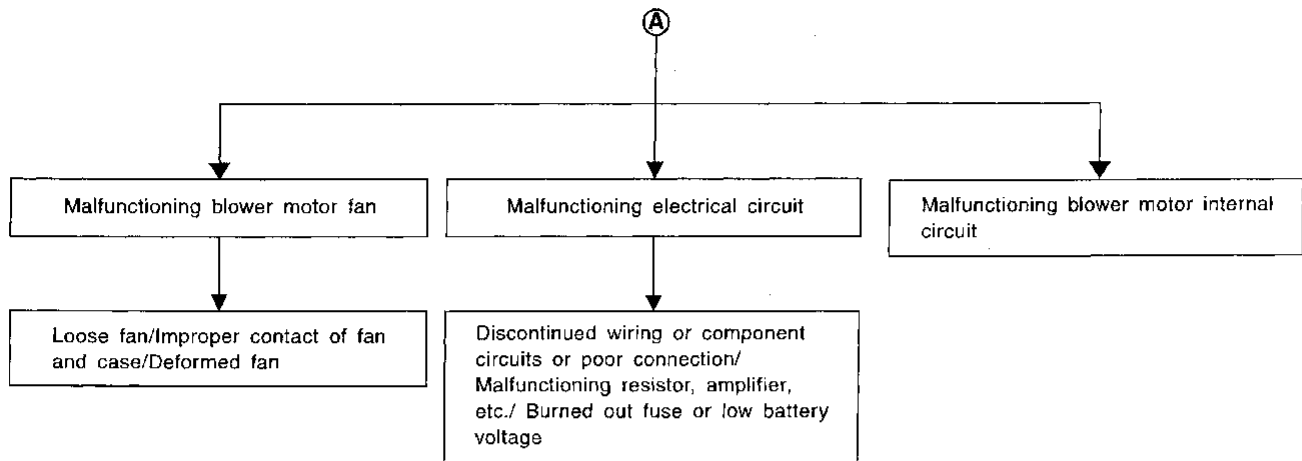 A
Malfunctioning blower motor fan
Malfunctioning electrical circuit
Malfunctioning blower motor internal
circuit
Loose fan/Improper contact of fan
and case/Deformed fan
Discontinued wiring or component
circuits or poor connection/
Malfunctioning resistor, amplifier,
etc./ Burned out fuse or low battery
voltage